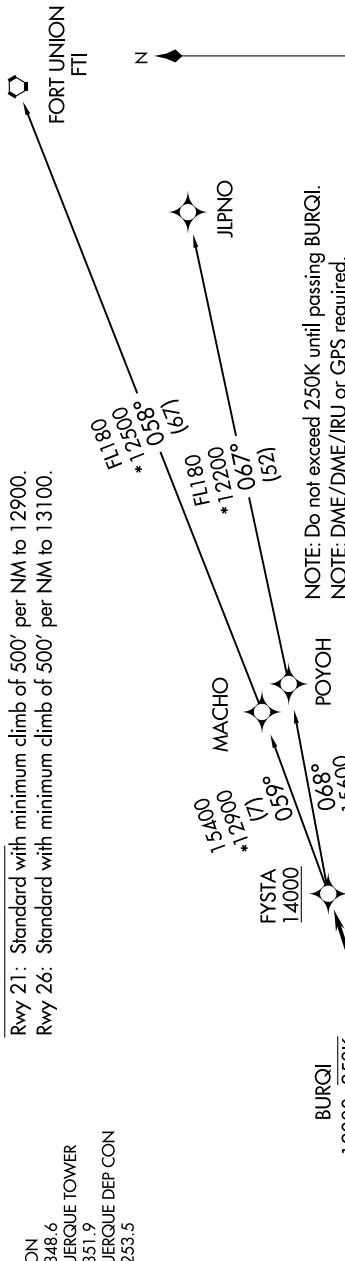 Rwy 21: Standard with minimum climb of 500' per NM to 12900.
Rwy 26: Standard with minimum climb of 500' per NM to 13100.
ON
348.6
UERQUE TOWER
351.9
UERQUE DEP CON
253.5
FORT UNION
FTI
N
JLPNO
FL180
*12500
058°
(67)
FL180
*12200
067°
(52)
MACHO
POYOH
15400
*12900
(7)
059°
068°
15600
FYSTA
14000
BURQI
NOTE: Do not exceed 250K until passing BURQI.
NOTE: DME/DME/IRU or GPS required.